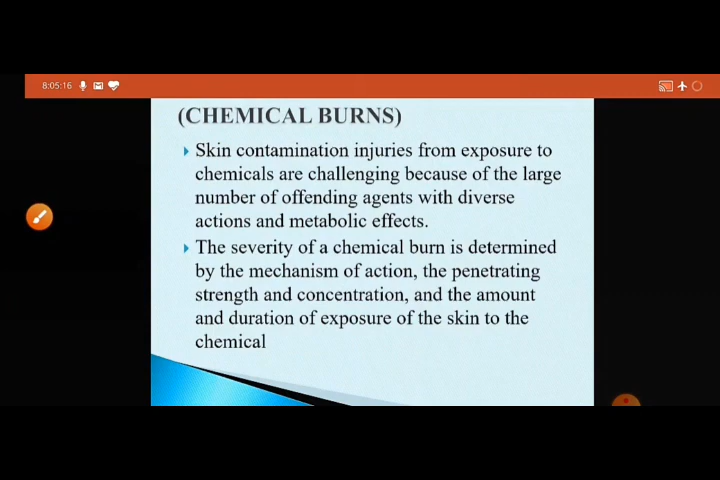 8:05:16
(CHEMICAL BURNS)
Skin contamination injuries from exposure to
chemicals are challenging because of the large
number of offending agents with diverse
actions and metabolic effects.
The severity of a chemical burn is determined
by the mechanism of action, the penetrating
strength and concentration, and the amount
and duration of exposure of the skin to the
chemical